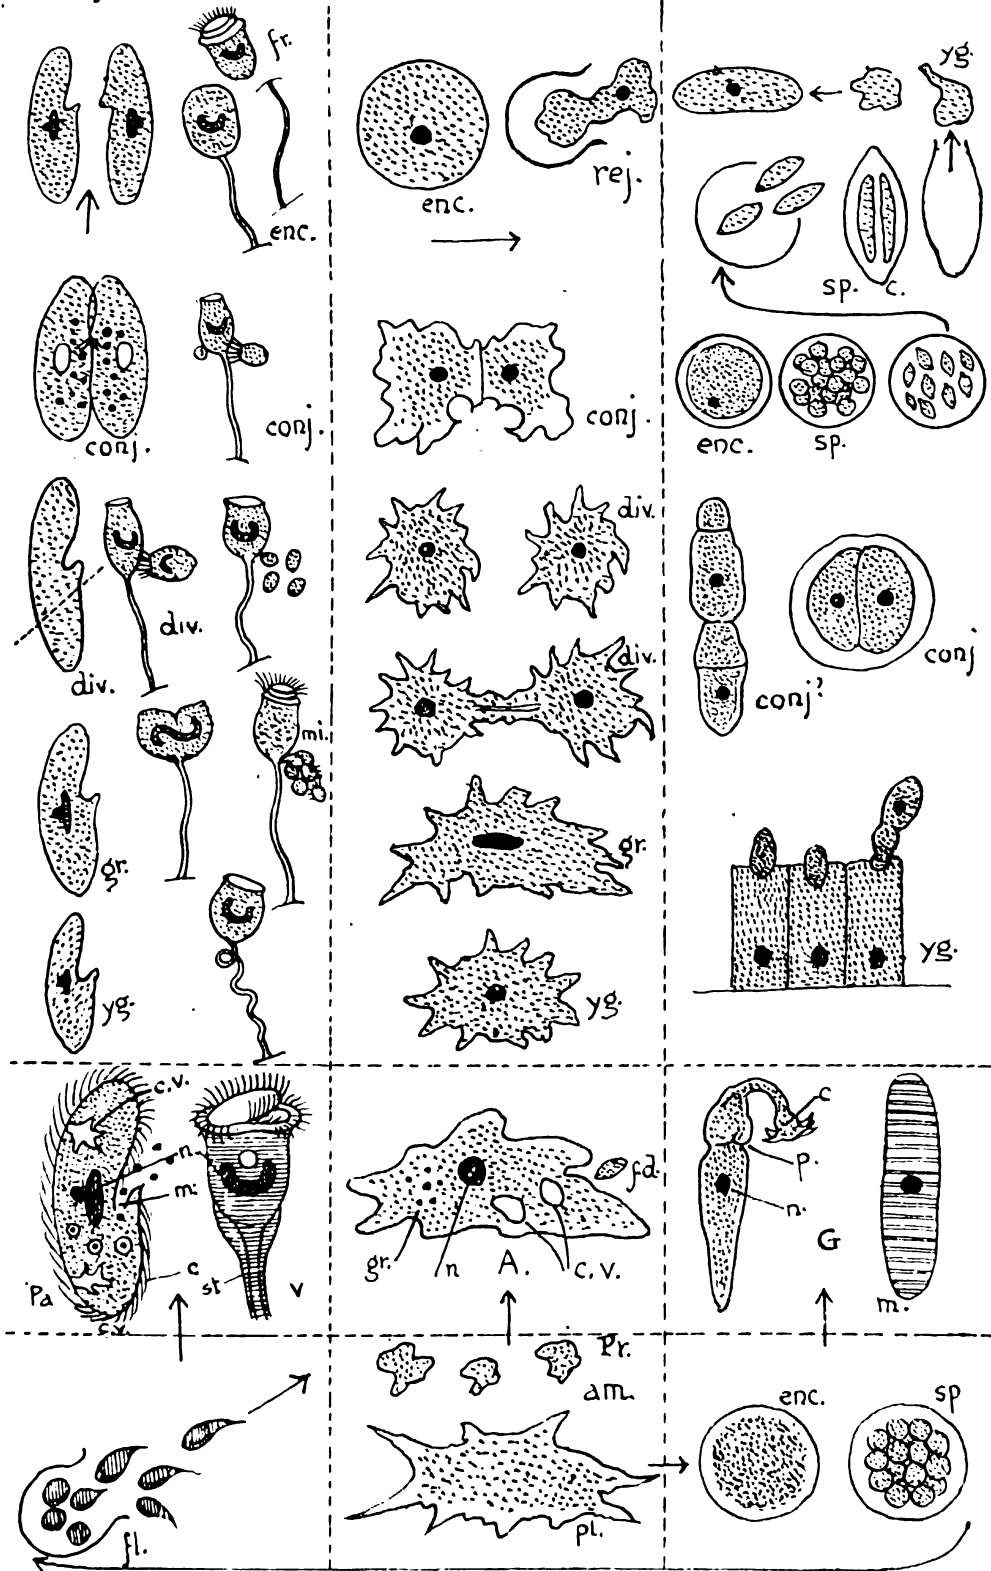 fr.
enc.
conj.
conj.
div.
div.
mi.
gr.
yg.
enc.
rej.
conj.
div.
div.
gr.
yg.
yg.
sp. c.
enc.
sp.
conj
conj?
yg.
c.v.
n.
m.
c
st
Pa
c.v.
v
fd.
gr.
n
A.
c.v.
c
p.
n.
G
m.
fl.
Pr.
am.
pl.
enc.
sp